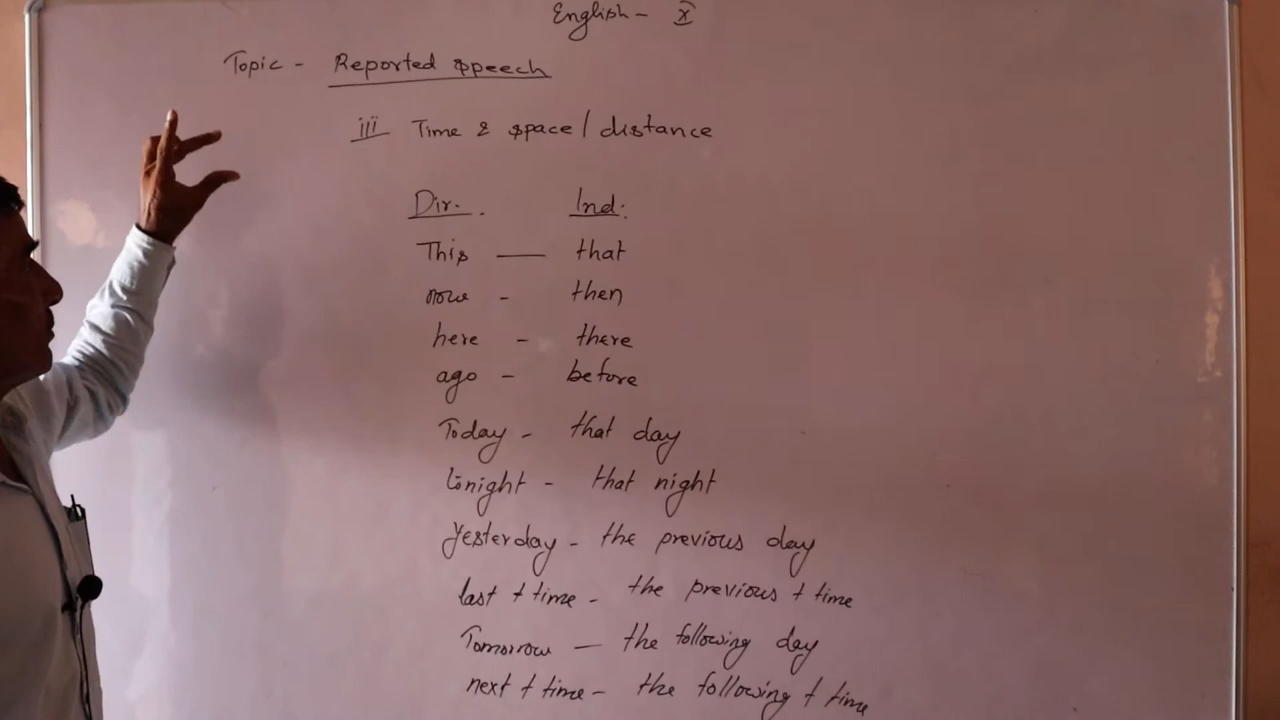 English - X
Topic - Reported speech
iii Time & space / distance
Dir. Ind.
This — that
now - then
here - there
ago - before
Today - that day
tonight - that night
yesterday - the previous day
last + time - the previous + time
Tomorrow — the following day
next + time - the following + time